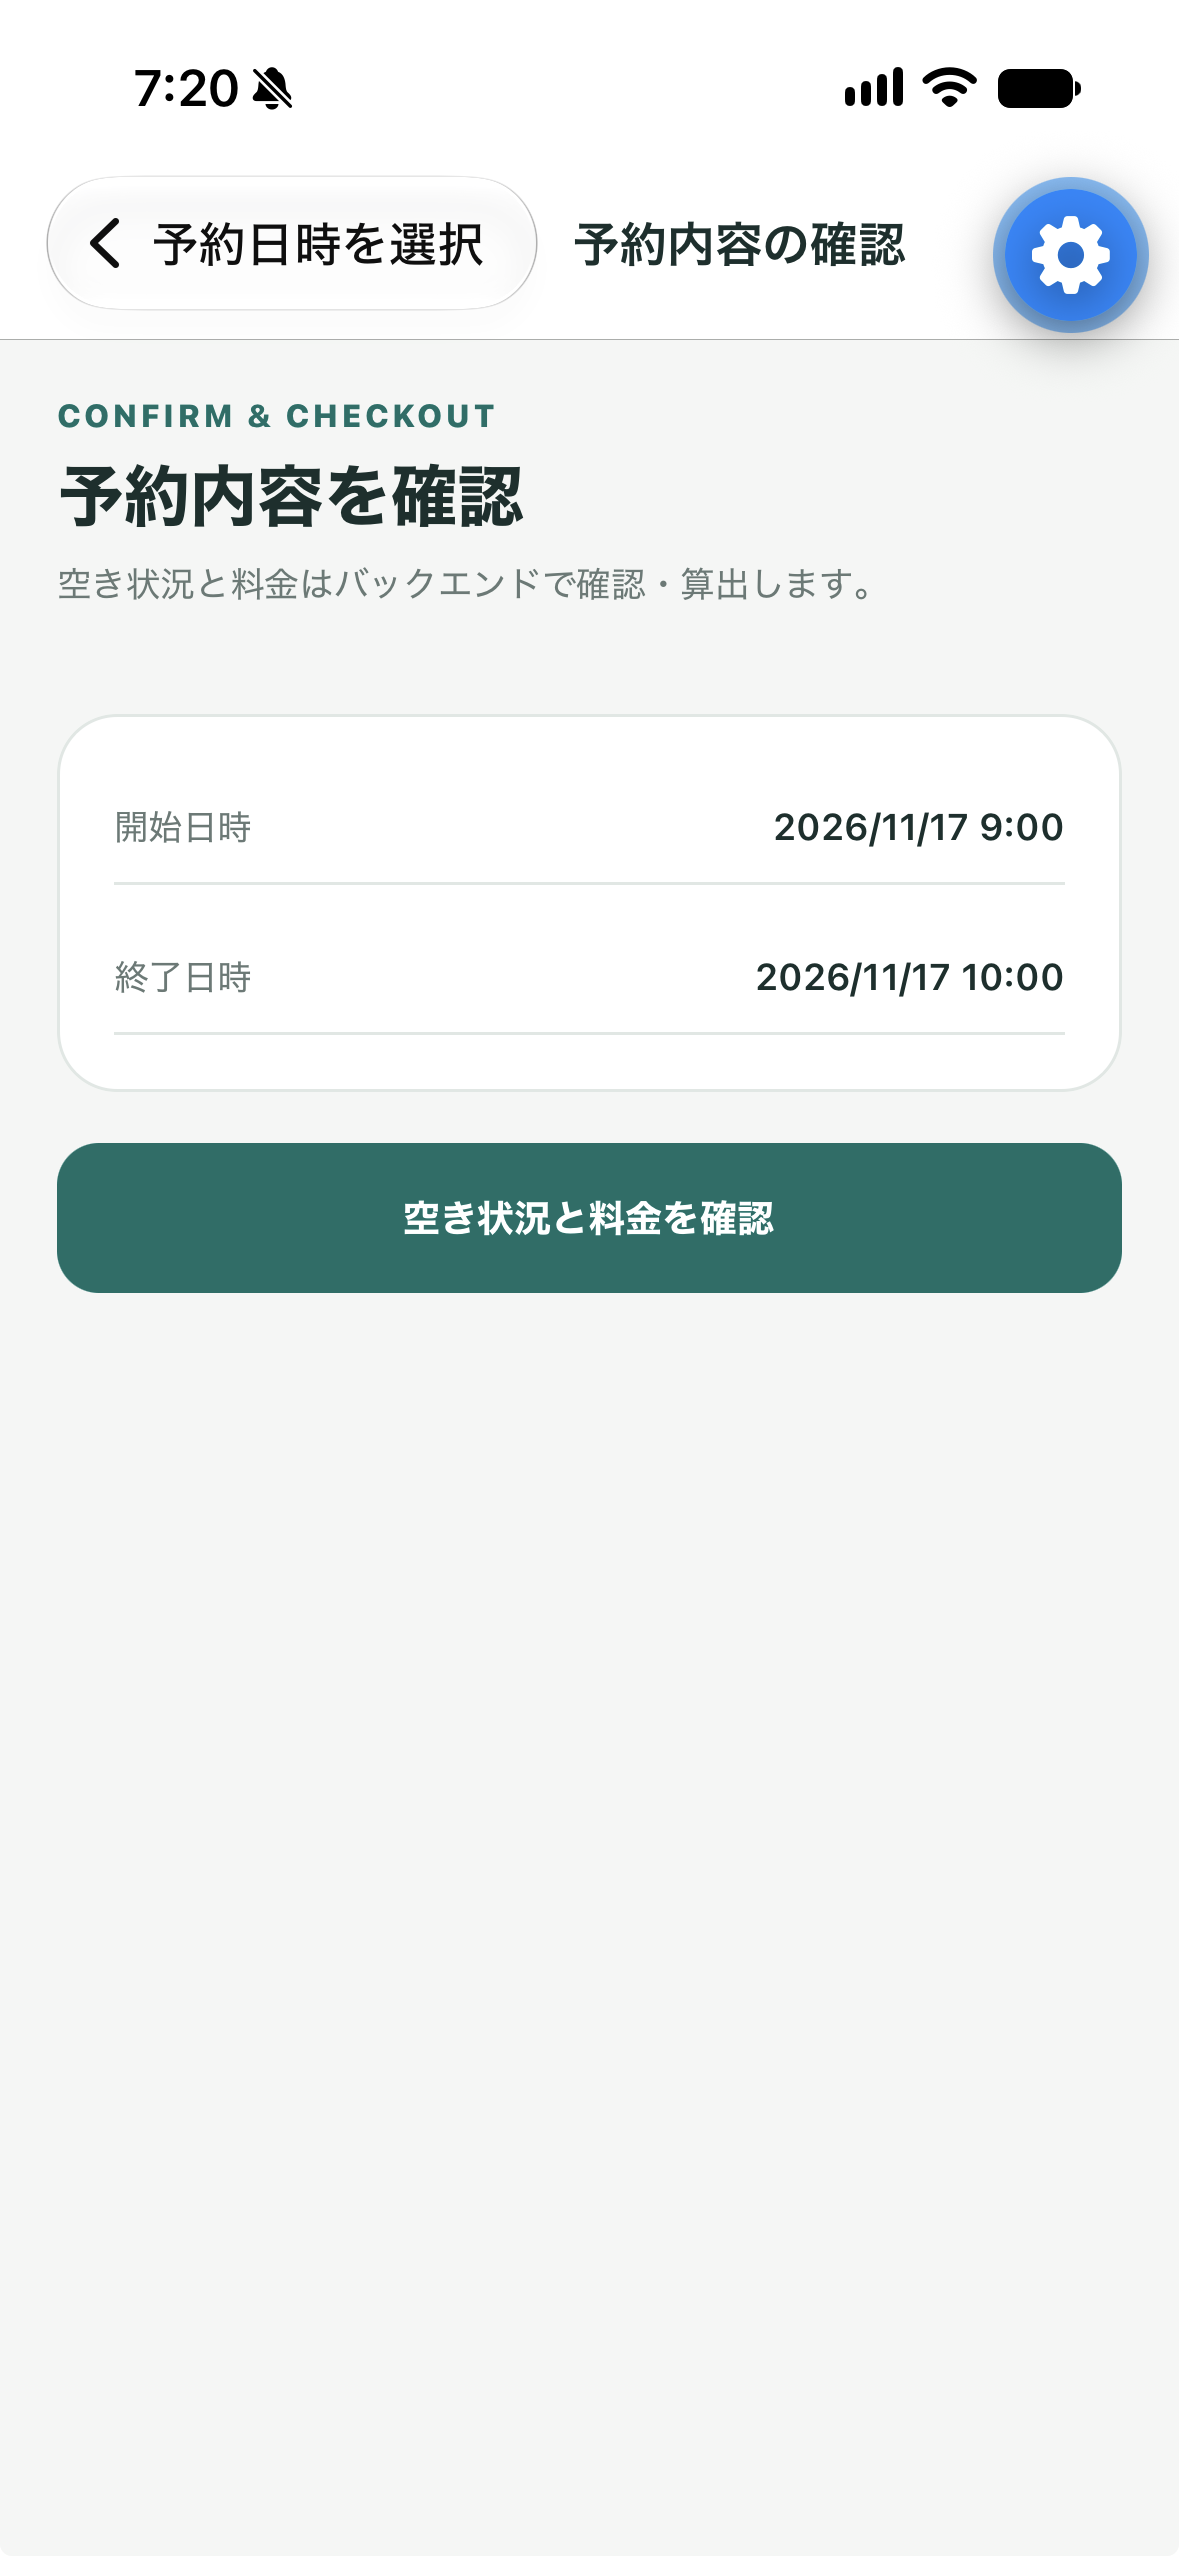 7:20
予約日時を選択
予約内容の確認
CONFIRM & CHECKOUT
予約内容を確認
空き状況と料金はバックエンドで確認・算出します。
開始日時 2026/11/17 9:00
終了日時 2026/11/17 10:00
空き状況と料金を確認